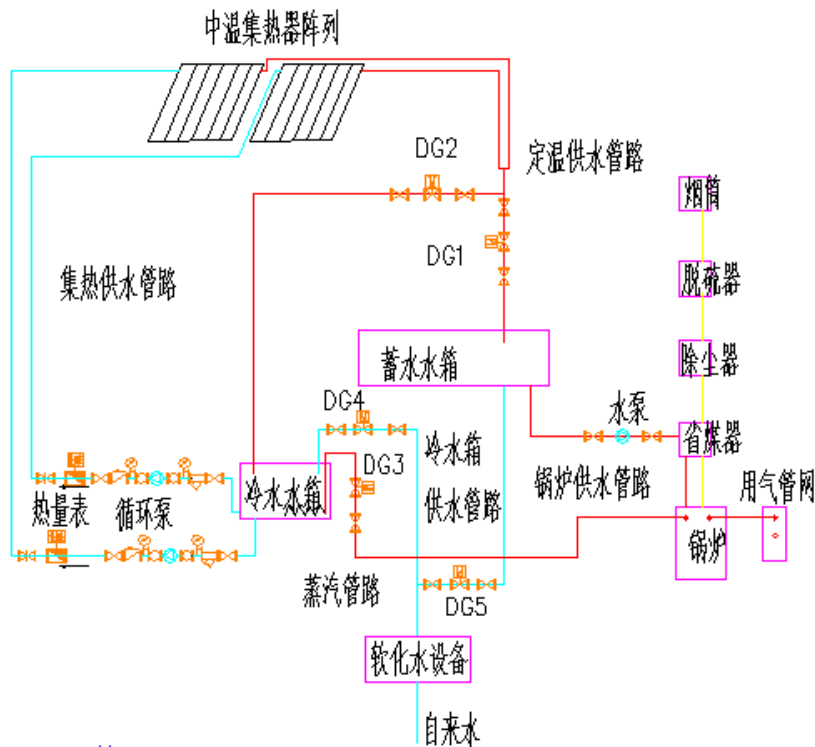 中温集热器阵列
DG2
定温供水管路
烟筒
DG1
集热供水管路
脱硫器
蓄水水箱
除尘器
DG4
水泵
冷水箱
供水管路
省煤器
DG3
冷水水箱
锅炉供水管路
用气管网
热量表
循环泵
锅炉
蒸汽管路
DG5
软化水设备
自来水